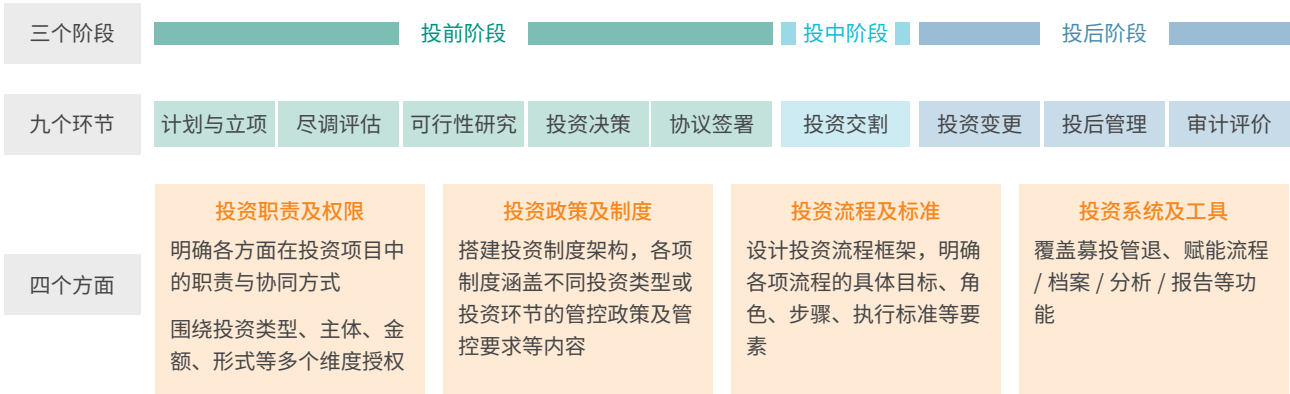 三个阶段
投前阶段
投中阶段
投后阶段
九个环节
计划与立项
尽调评估
可行性研究
投资决策
协议签署
投资交割
投资变更
投后管理
审计评价
四个方面
投资职责及权限
明确各方面在投资项目中
的职责与协同方式
围绕投资类型、主体、金
额、形式等多个维度授权
投资政策及制度
搭建投资制度架构，各项
制度涵盖不同投资类型或
投资环节的管控政策及管
控要求等内容
投资流程及标准
设计投资流程框架，明确
各项流程的具体目标、角
色、步骤、执行标准等要
素
投资系统及工具
覆盖募投管退、赋能流程
/ 档案 / 分析 / 报告等功
能